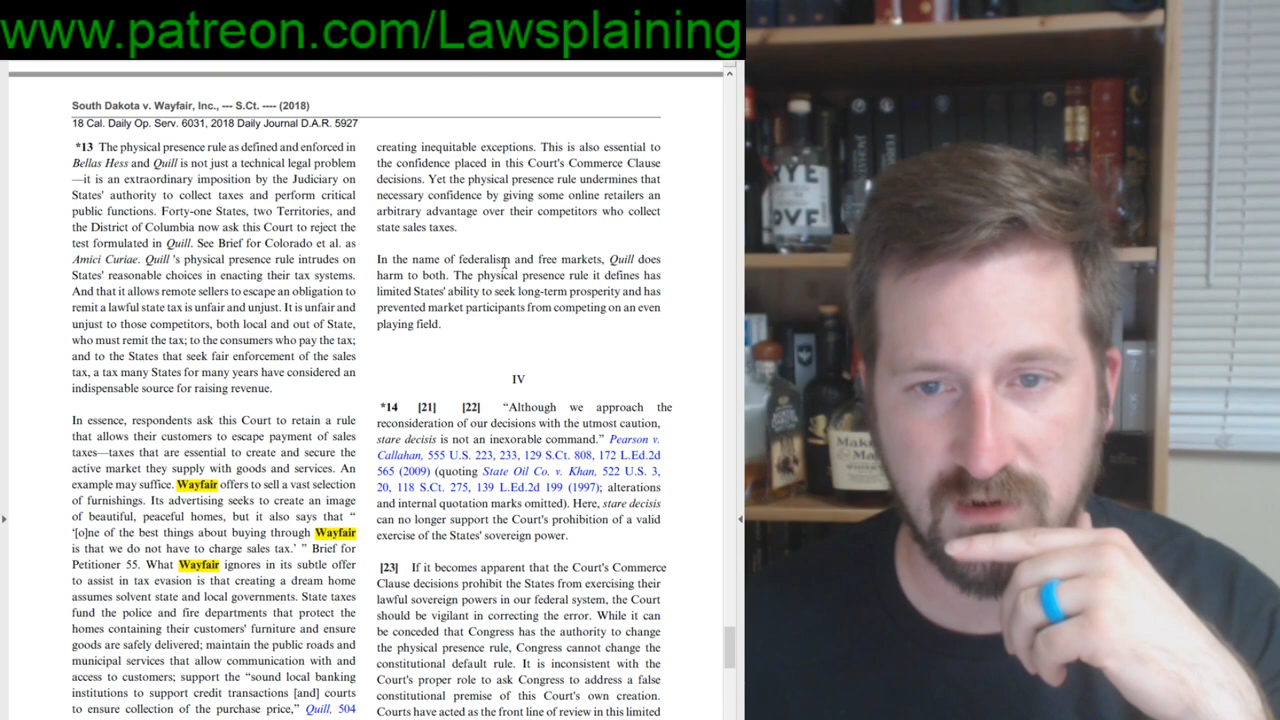 www.patreon.com/Lawsplaining
South Dakota v. Wayfair, Inc., --- S.Ct. ---- (2018)
18 Cal. Daily Op. Serv. 6031, 2018 Daily Journal D.A.R. 5927
*13 The physical presence rule as defined and enforced in
Bellas Hess and Quill is not just a technical legal problem
—it is an extraordinary imposition by the Judiciary on
States' authority to collect taxes and perform critical
public functions. Forty-one States, two Territories, and
the District of Columbia now ask this Court to reject the
test formulated in Quill. See Brief for Colorado et al. as
Amici Curiae. Quill 's physical presence rule intrudes on
States' reasonable choices in enacting their tax systems.
And that it allows remote sellers to escape an obligation to
remit a lawful state tax is unfair and unjust. It is unfair and
unjust to those competitors, both local and out of State,
who must remit the tax; to the consumers who pay the tax;
and to the States that seek fair enforcement of the sales
tax, a tax many States for many years have considered an
indispensable source for raising revenue.
In essence, respondents ask this Court to retain a rule
that allows their customers to escape payment of sales
taxes—taxes that are essential to create and secure the
active market they supply with goods and services. An
example may suffice. Wayfair offers to sell a vast selection
of furnishings. Its advertising seeks to create an image
of beautiful, peaceful homes, but it also says that “
‘[o]ne of the best things about buying through Wayfair
is that we do not have to charge sales tax.’ ” Brief for
Petitioner 55. What Wayfair ignores in its subtle offer
to assist in tax evasion is that creating a dream home
assumes solvent state and local governments. State taxes
fund the police and fire departments that protect the
homes containing their customers' furniture and ensure
goods are safely delivered; maintain the public roads and
municipal services that allow communication with and
access to customers; support the “sound local banking
institutions to support credit transactions [and] courts
to ensure collection of the purchase price,” Quill, 504
creating inequitable exceptions. This is also essential to
the confidence placed in this Court's Commerce Clause
decisions. Yet the physical presence rule undermines that
necessary confidence by giving some online retailers an
arbitrary advantage over their competitors who collect
state sales taxes.
In the name of federalism and free markets, Quill does
harm to both. The physical presence rule it defines has
limited States' ability to seek long-term prosperity and has
prevented market participants from competing on an even
playing field.
IV
*14 [21] [22] “Although we approach the
reconsideration of our decisions with the utmost caution,
stare decisis is not an inexorable command.” Pearson v.
Callahan, 555 U.S. 223, 233, 129 S.Ct. 808, 172 L.Ed.2d
565 (2009) (quoting State Oil Co. v. Khan, 522 U.S. 3,
20, 118 S.Ct. 275, 139 L.Ed.2d 199 (1997); alterations
and internal quotation marks omitted). Here, stare decisis
can no longer support the Court's prohibition of a valid
exercise of the States' sovereign power.
[23] If it becomes apparent that the Court's Commerce
Clause decisions prohibit the States from exercising their
lawful sovereign powers in our federal system, the Court
should be vigilant in correcting the error. While it can
be conceded that Congress has the authority to change
the physical presence rule, Congress cannot change the
constitutional default rule. It is inconsistent with the
Court's proper role to ask Congress to address a false
constitutional premise of this Court's own creation.
Courts have acted as the front line of review in this limited
RYE
Make